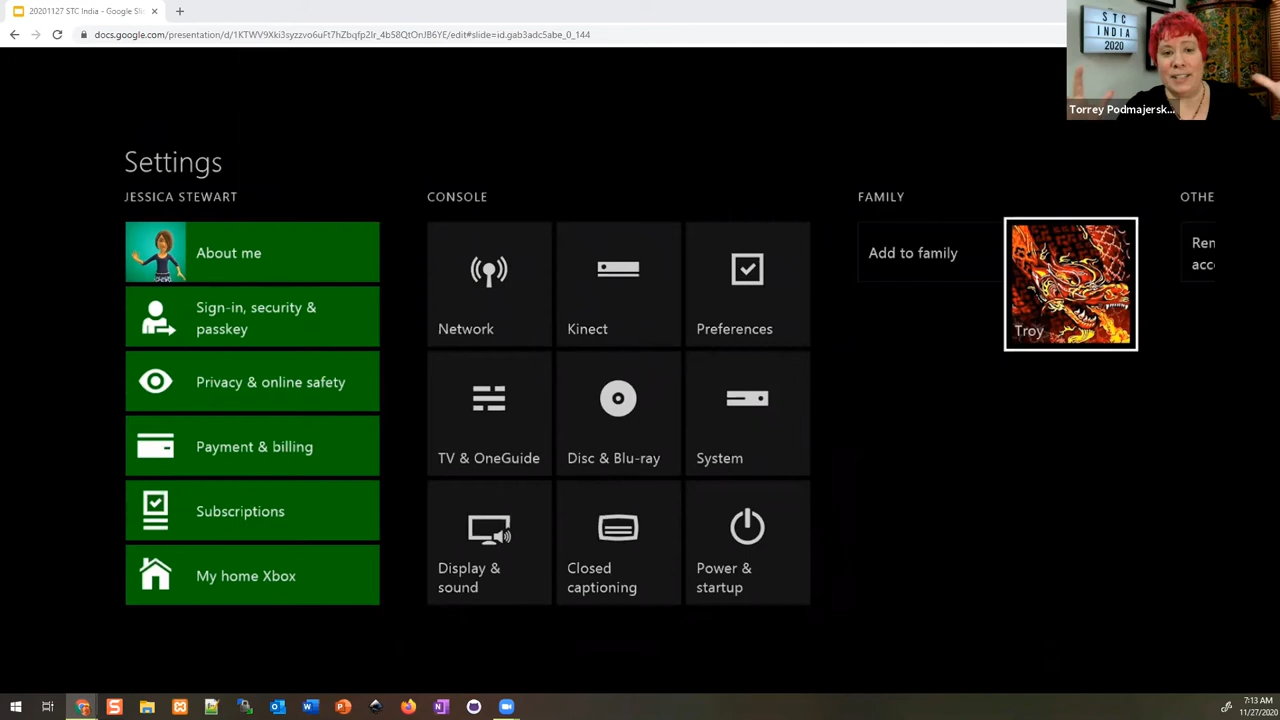 20201127 STC India - Google Sli
docs.google.com/presentation/d/1KTWV9Xki3syzzvo6uFt7hZbqfp2lr_4b58QtOnJB6YE/edit#slide=id.gab3adc5abe_0_144
STC
INDIA
2020
Torrey Podmajersk...
Settings
JESSICA STEWART
About me
Sign-in, security &
passkey
Privacy & online safety
Payment & billing
Subscriptions
My home Xbox
CONSOLE
Network
Kinect
Preferences
TV & OneGuide
Disc & Blu-ray
System
Display &
sound
Closed
captioning
Power &
startup
FAMILY
Add to family
Troy
OTHE
Ren
acc
7:13 AM
11/27/2020